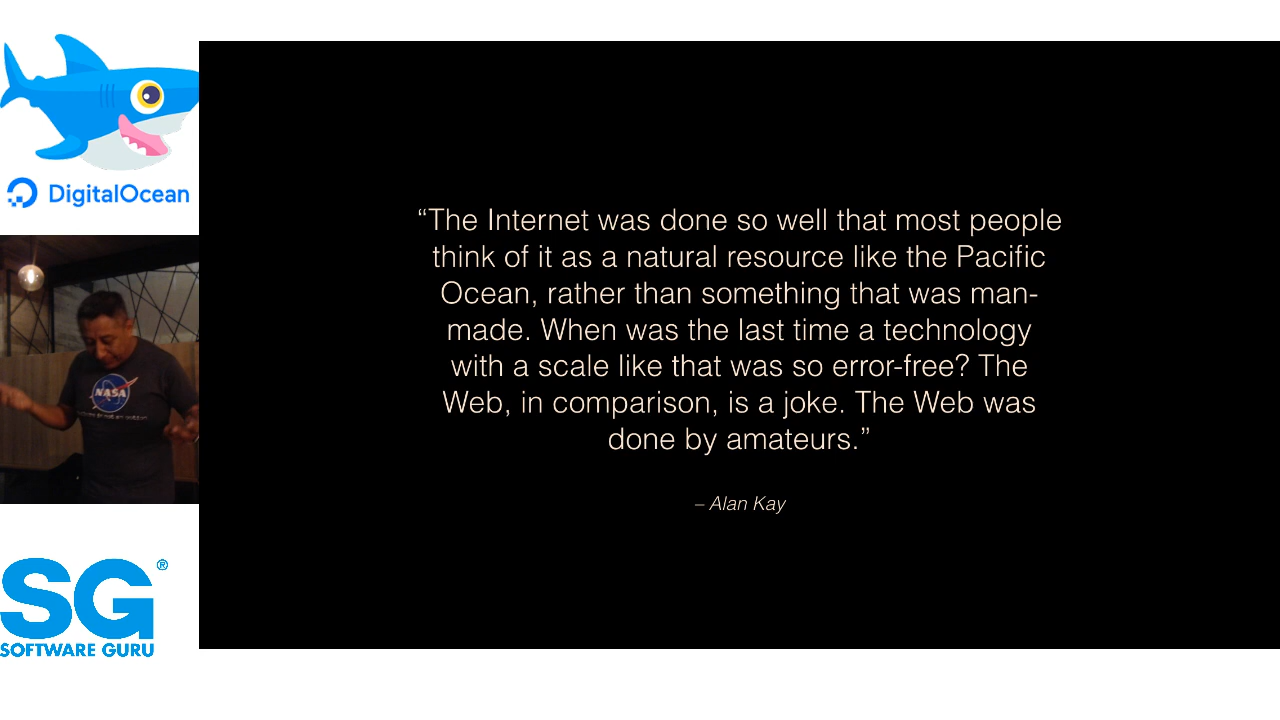 DigitalOcean
NASA
SG®
SOFTWARE GURU
“The Internet was done so well that most people
think of it as a natural resource like the Pacific
Ocean, rather than something that was man-
made. When was the last time a technology
with a scale like that was so error-free? The
Web, in comparison, is a joke. The Web was
done by amateurs.”
– Alan Kay